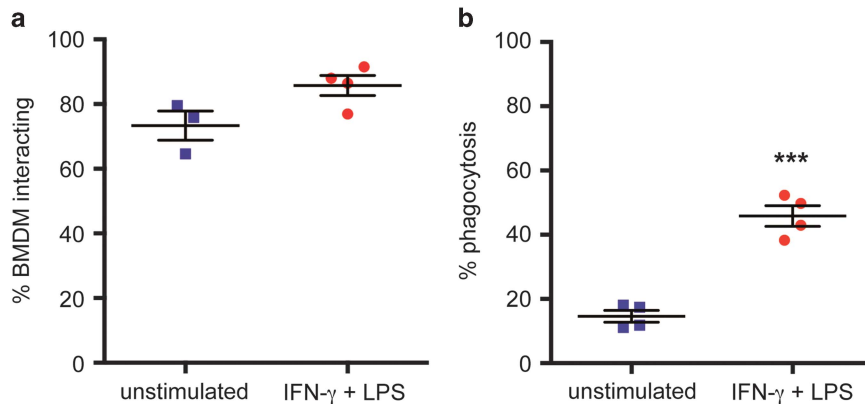 a
% BMDM interacting
100
80
60
40
20
0
unstimulated
IFN-γ + LPS
b
% phagocytosis
100
80
60
40
20
0
***
unstimulated
IFN-γ + LPS